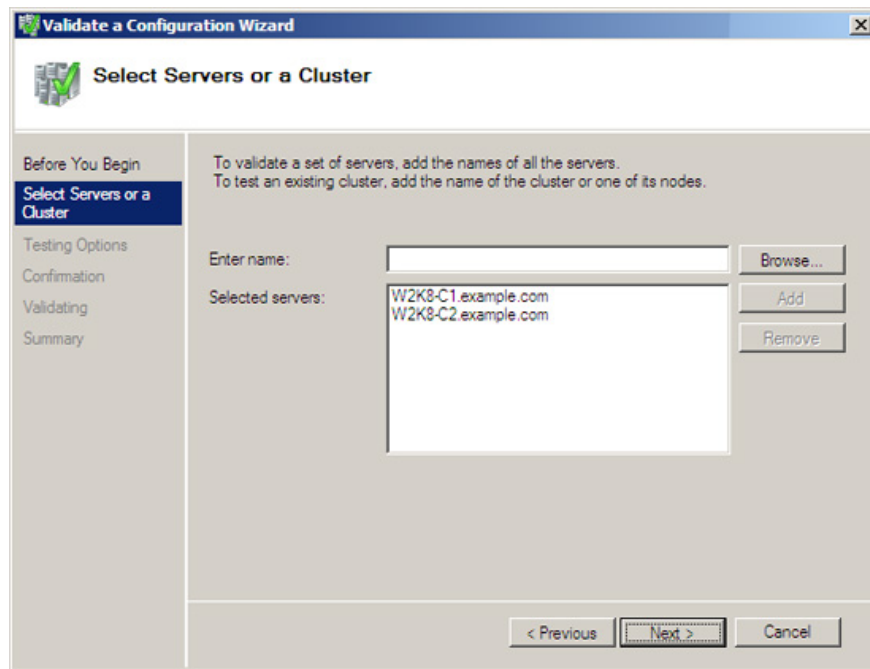 Validate a Configuration Wizard
Select Servers or a Cluster
Before You Begin
Select Servers or a
Cluster
Testing Options
Confirmation
Validating
Summary
To validate a set of servers, add the names of all the servers.
To test an existing cluster, add the name of the cluster or one of its nodes.
Enter name:
Browse...
Selected servers:
W2K8-C1.example.com
W2K8-C2.example.com
Add
Remove
< Previous
Next >
Cancel